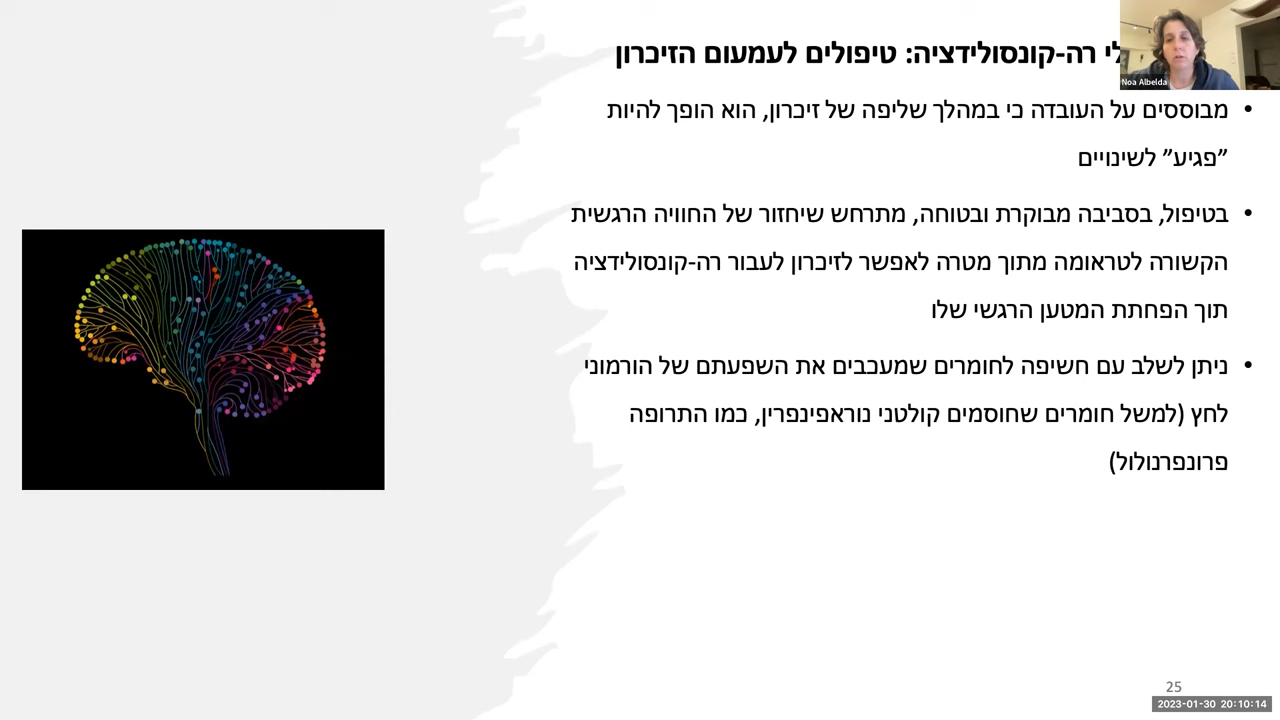 רה-קונסולידציה: טיפולים לעמעום הזיכרון
Noa Albelda
• מבוססים על העובדה כי במהלך שליפה של זיכרון, הוא הופך להיות
”פגיע” לשינויים
• בטיפול, בסביבה מבוקרת ובטוחה, מתרחש שיחזור של החוויה הרגשית
הקשורה לטראומה מתוך מטרה לאפשר לזיכרון לעבור רה-קונסולידציה
תוך הפחתת המטען הרגשי שלו
• ניתן לשלב עם חשיפה לחומרים שמעכבים את השפעתם של הורמוני
לחץ (למשל חומרים שחוסמים קולטני נוראפינפרין, כמו התרופה
פרונפרנולול)
25
2023-01-30 20:10:14